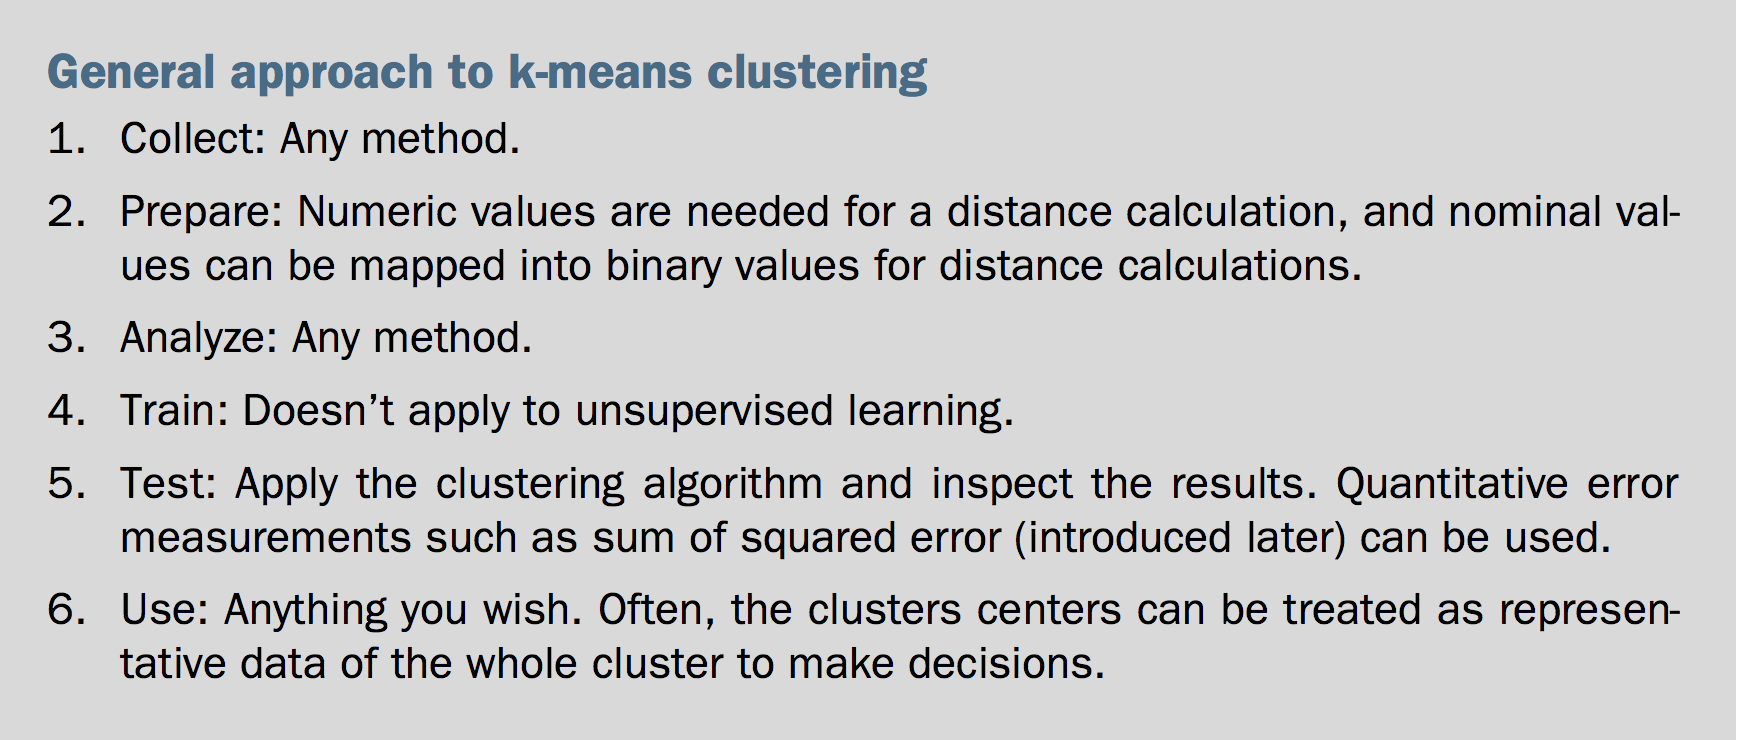 General approach to k-means clustering
1. Collect: Any method.
2. Prepare: Numeric values are needed for a distance calculation, and nominal val-
ues can be mapped into binary values for distance calculations.
3. Analyze: Any method.
4. Train: Doesn’t apply to unsupervised learning.
5. Test: Apply the clustering algorithm and inspect the results. Quantitative error
measurements such as sum of squared error (introduced later) can be used.
6. Use: Anything you wish. Often, the clusters centers can be treated as represen-
tative data of the whole cluster to make decisions.